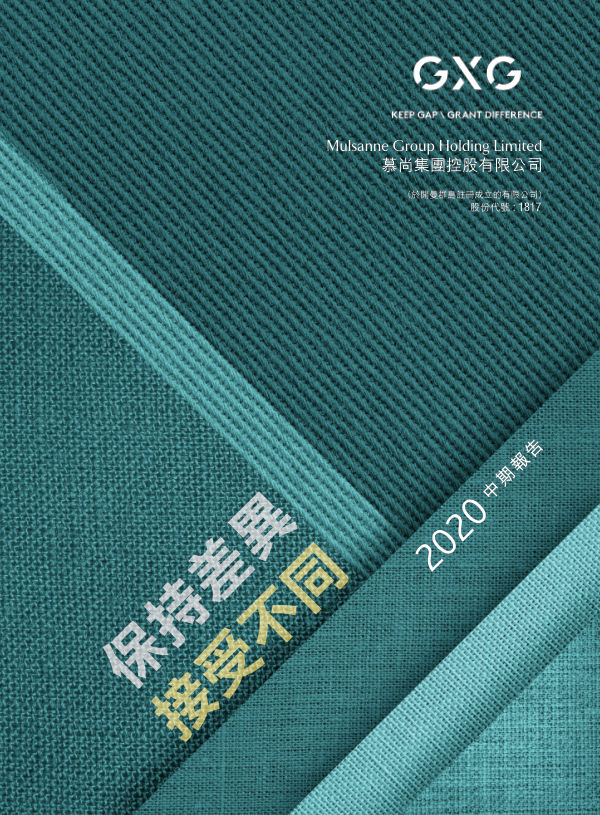 GXG
KEEP GAP \ GRANT DIFFERENCE
Mulsanne Group Holding Limited
慕尚集團控股有限公司
（於開曼群島註冊成立的有限公司）
股份代號 : 1817
2020 中期報告
保持差異
接受不同